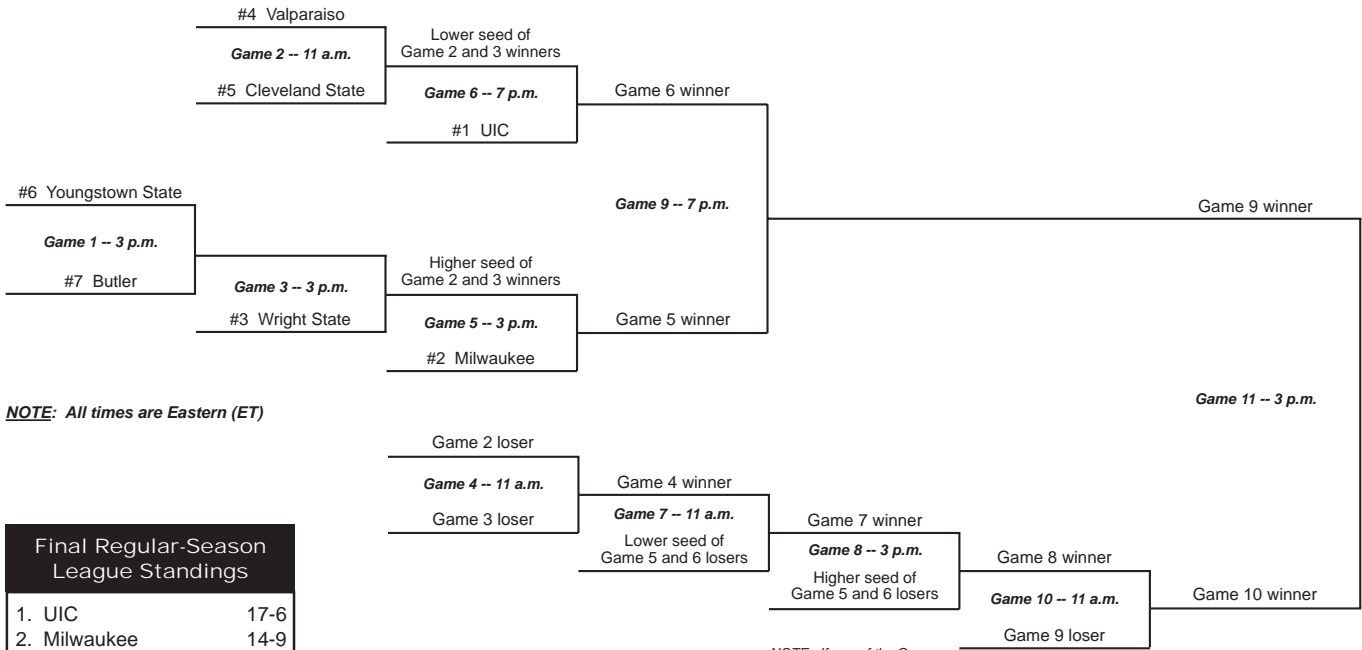 #4 Valparaiso
Game 2 -- 11 a.m.
#5 Cleveland State
Lower seed of
Game 2 and 3 winners
Game 6 -- 7 p.m.
#1 UIC
Game 6 winner
#6 Youngstown State
Game 1 -- 3 p.m.
#7 Butler
Game 3 -- 3 p.m.
#3 Wright State
Higher seed of
Game 2 and 3 winners
Game 5 -- 3 p.m.
#2 Milwaukee
Game 5 winner
Game 9 -- 7 p.m.
Game 9 winner
Game 11 -- 3 p.m.
NOTE: All times are Eastern (ET)
Game 2 loser
Game 4 -- 11 a.m.
Game 3 loser
Game 4 winner
Game 7 -- 11 a.m.
Lower seed of
Game 5 and 6 losers
Game 7 winner
Game 8 -- 3 p.m.
Higher seed of
Game 5 and 6 losers
Game 8 winner
Game 10 -- 11 a.m.
Game 9 loser
Game 10 winner
Final Regular-Season
League Standings
1. UIC 17-6
2. Milwaukee 14-9